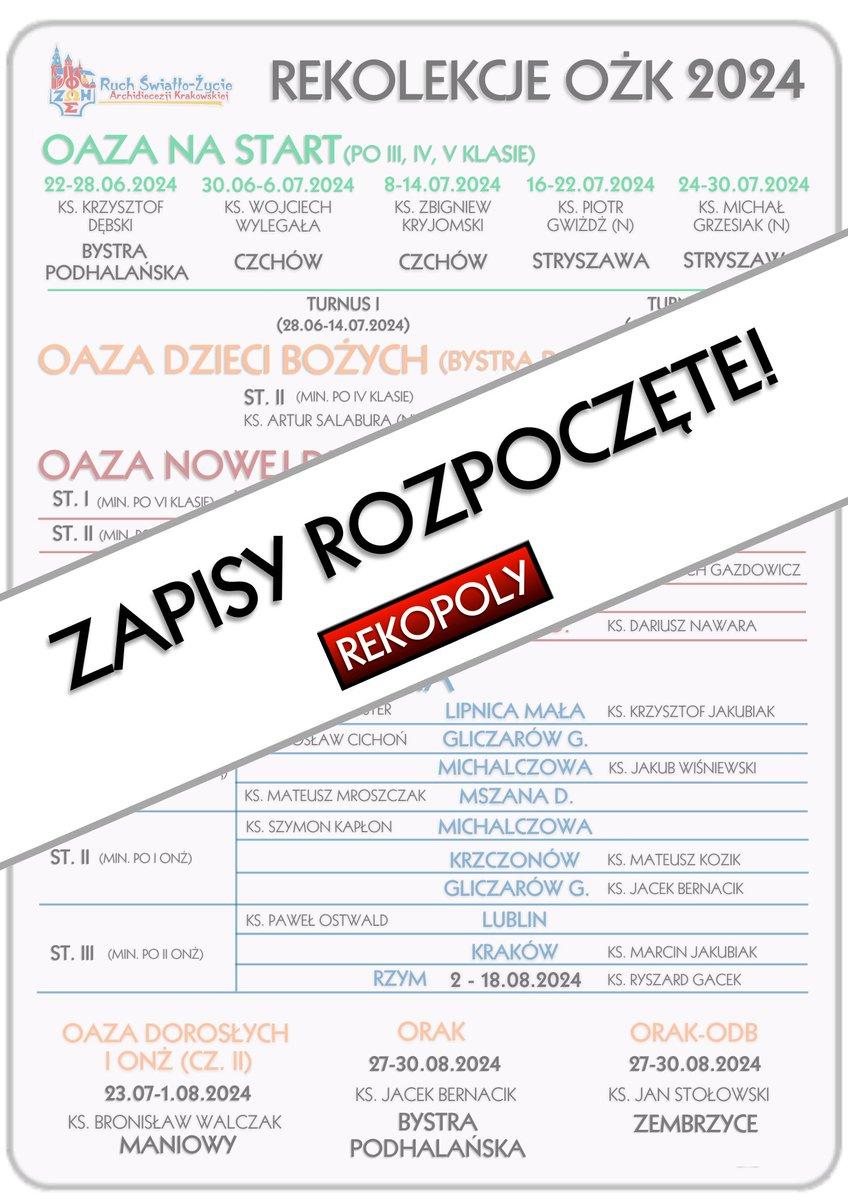 Ruch Światło-Życie
Archidiecezji Krakowskiej
REKOLEKCJE OŻK 2024
OAZA NA START (PO III, IV, V KLASIE)
22-28.06.2024 30.06-6.07.2024 8-14.07.2024 16-22.07.2024 24-30.07.2024
KS. KRZYSZTOF KS. WOJCIECH KS. ZBIGNIEW KS. PIOTR KS. MICHAŁ
DĘBSKI WYLEGAŁA KRYJOMSKI GWIŻDŻ (N) GRZESIAK (N)
BYSTRA
PODHALAŃSKA CZCHÓW CZCHÓW STRYSZAWA
TURNUS I
(28.06-14.07.2024)
OAZA DZIECI BOŻYCH (BYSTRA
ST. II (MIN. PO IV KLASIE)
KS. ARTUR SALABURA
OAZA
ST. I (MIN. PO VI KLASIE)
ST. II
ZAPISY ROZPOCZĘTE!
REKOPOLY
GAZDOWICZ
KS. DARIUSZ NAWARA
LIPNICA MAŁA KS. KRZYSZTOF JAKUBIAK
CICHOŃ GLICZARÓW G.
MICHALCZOWA KS. JAKUB WIŚNIEWSKI
KS. MATEUSZ MROSZCZAK MSZANA D.
KS. SZYMON KAPŁON MICHALCZOWA
ST. II (MIN. PO I ONŻ) KRZCZONÓW KS. MATEUSZ KOZIK
GLICZARÓW G. KS. JACEK BERNACIK
KS. PAWEŁ OSTWALD LUBLIN
ST. III (MIN. PO II ONŻ) KRAKÓW KS. MARCIN JAKUBIAK
RZYM 2 - 18.08.2024 KS. RYSZARD GACEK
OAZA DOROSŁYCH
I ONŻ (CZ. II)
23.07-1.08.2024
KS. BRONISŁAW WALCZAK
MANIOWY
ORAK
27-30.08.2024
KS. JACEK BERNACIK
BYSTRA
PODHALAŃSKA
ORAK-ODB
27-30.08.2024
KS. JAN STOŁOWSKI
ZEMBRZYCE